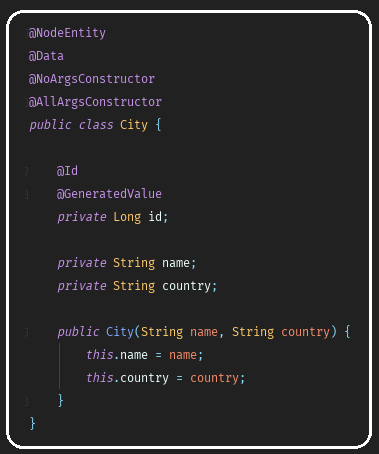 @NodeEntity
@Data
@NoArgsConstructor
@AllArgsConstructor
public class City {
@Id
@GeneratedValue
private Long id;
private String name;
private String country;
public City(String name, String country) {
this.name = name;
this.country = country;
}
}